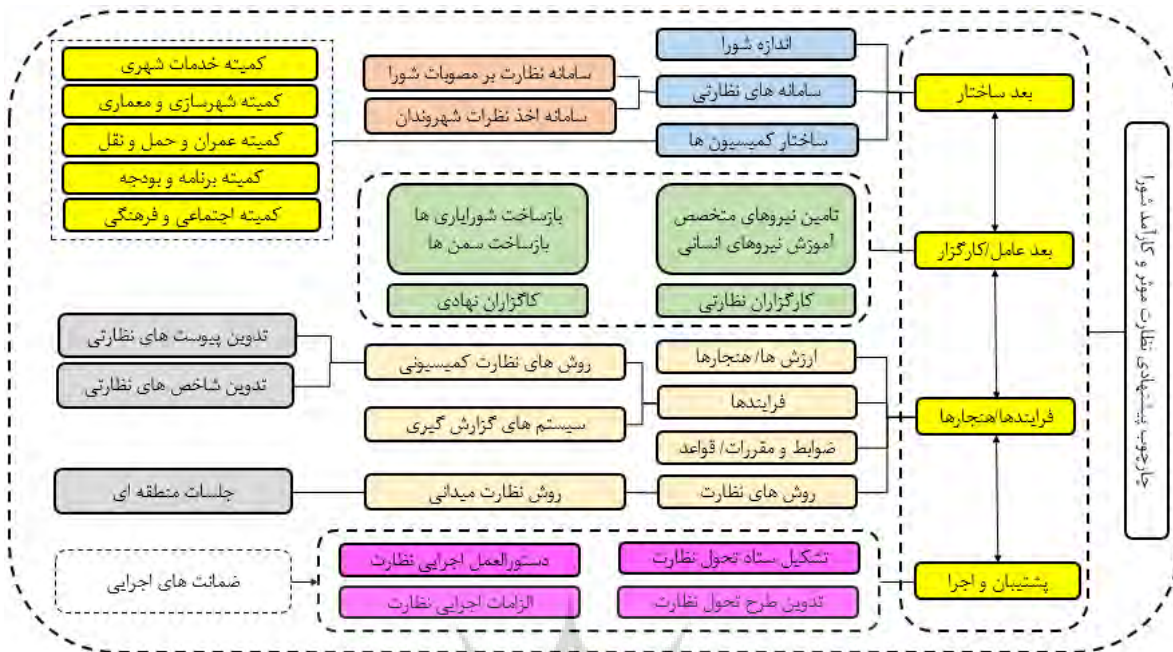 چارچوب پیشنهادی نظارت موثر و کارآمد شورا
بعد ساختار
اندازه شورا
سامانه های نظارتی
سامانه نظارت بر مصوبات شورا
سامانه اخذ نظرات شهروندان
ساختار کمیسیون ها
کمیته خدمات شهری
کمیته شهرسازی و معماری
کمیته عمران و حمل و نقل
کمیته برنامه و بودجه
کمیته اجتماعی و فرهنگی
بعد عامل/کارگزار
تامین نیروهای متخصص
آموزش نیروهای انسانی
کارگزاران نظارتی
بازساخت شورایاری ها
بازساخت سمن ها
کاگزاران نهادی
فرایندها/هنجارها
ارزش ها/ هنجارها
فرایندها
روش های نظارت کمیسیونی
تدوین پیوست های نظارتی
تدوین شاخص های نظارتی
سیستم های گزارش گیری
ضوابط و مقررات/ قواعد
روش های نظارت
روش نظارت میدانی
جلسات منطقه ای
پشتیبان و اجرا
تشکیل ستاد تحول نظارت
دستورالعمل اجرایی نظارت
تدوین طرح تحول نظارت
الزامات اجرایی نظارت
ضمانت های اجرایی